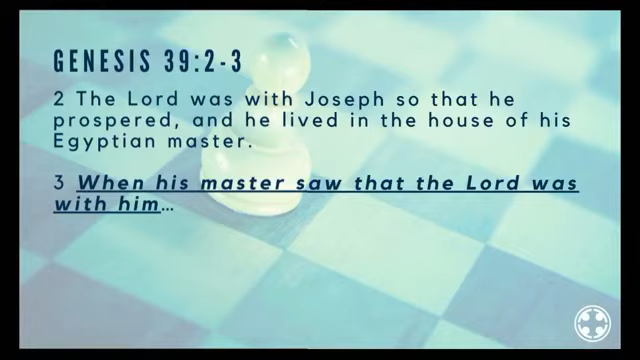 GENESIS 39:2-3
2 The Lord was with Joseph so that he
prospered, and he lived in the house of his
Egyptian master.
3 When his master saw that the Lord was
with him…